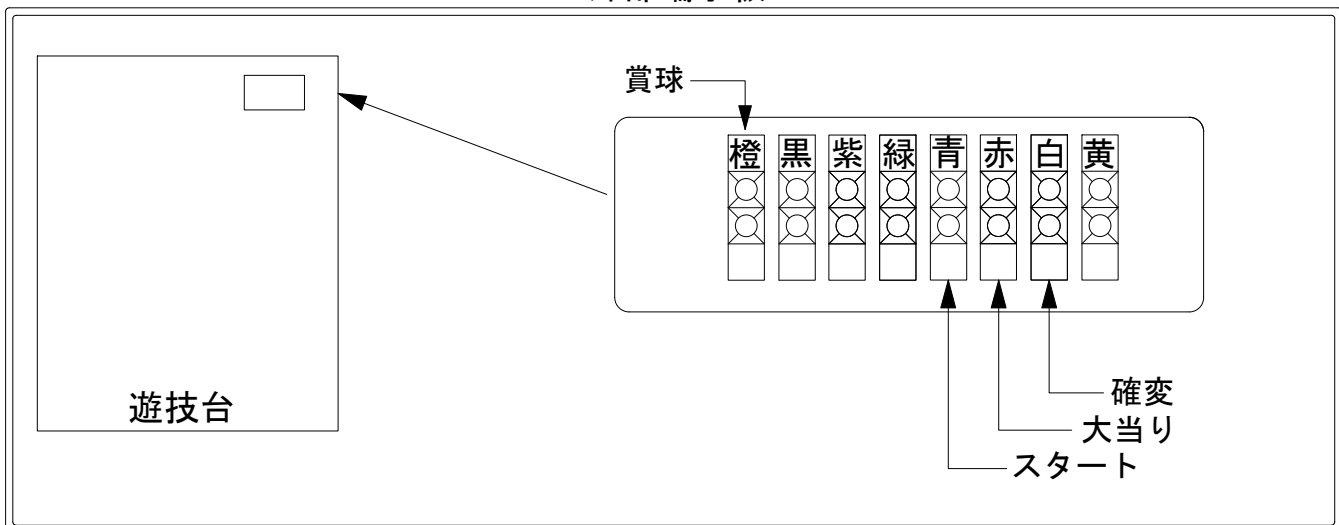 賞球
橙 黒 紫 緑 青 赤 白 黄
確変
大当り
スタート
遊技台